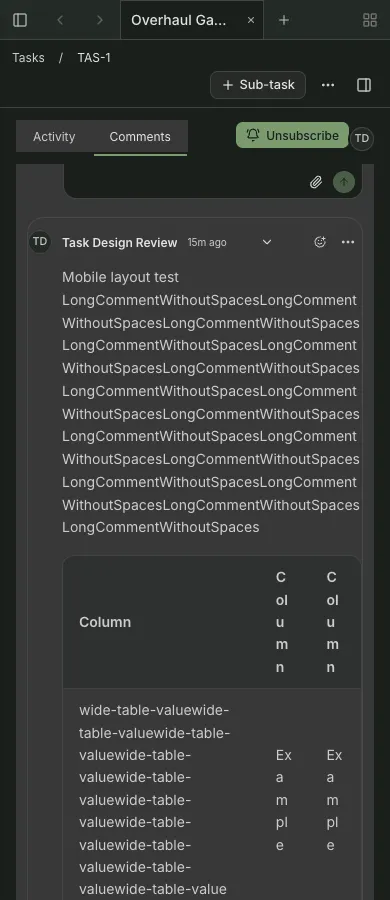 Overhaul Ga...
Tasks / TAS-1
Sub-task
Activity Comments Unsubscribe TD
TD Task Design Review 15m ago
Mobile layout test
LongCommentWithoutSpacesLongComment
WithoutSpacesLongCommentWithoutSpaces
LongCommentWithoutSpacesLongComment
WithoutSpacesLongCommentWithoutSpaces
LongCommentWithoutSpacesLongComment
WithoutSpacesLongCommentWithoutSpaces
LongCommentWithoutSpacesLongComment
WithoutSpacesLongCommentWithoutSpaces
LongCommentWithoutSpacesLongComment
WithoutSpacesLongCommentWithoutSpaces
LongCommentWithoutSpaces
Column
C
ol
u
m
n
C
ol
u
m
n
wide-table-valuewide-
table-valuewide-table-
valuewide-table-
valuewide-table-
valuewide-table-
valuewide-table-
valuewide-table-
valuewide-table-
valuewide-table-value
Ex
a
m
pl
e
Ex
a
m
pl
e